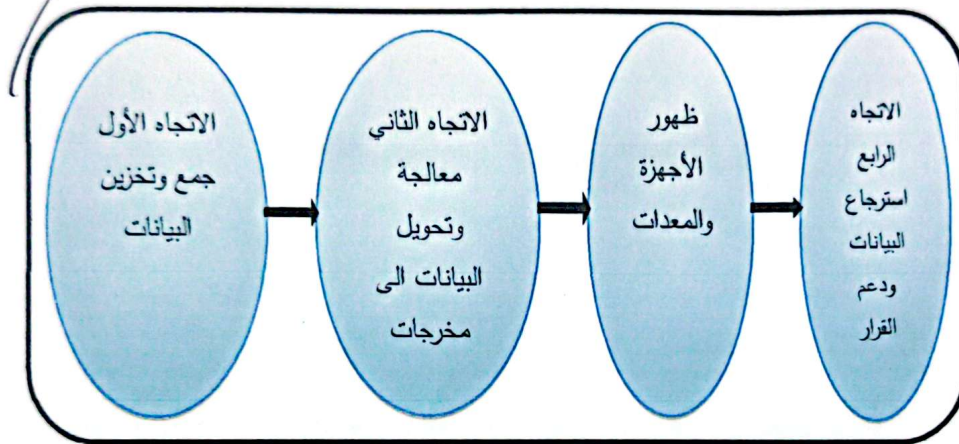 الاتجاه الأول
جمع وتخزين
البيانات
الاتجاه الثاني
معالجة
وتحويل
البيانات الى
مخرجات
ظهور
الأجهزة
والمعدات
الاتجاه
الرابع
استرجاع
البيانات
ودعم
القرار